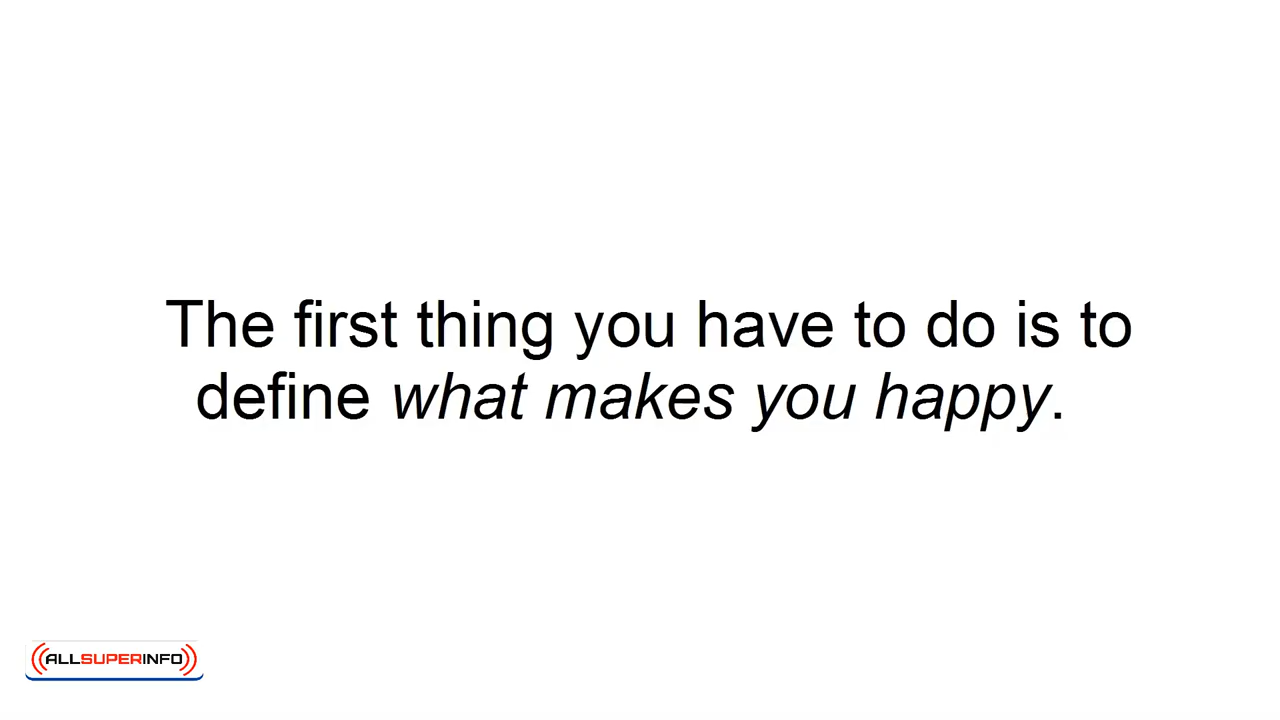 The first thing you have to do is to
define what makes you happy.
ALLSUPERINFO